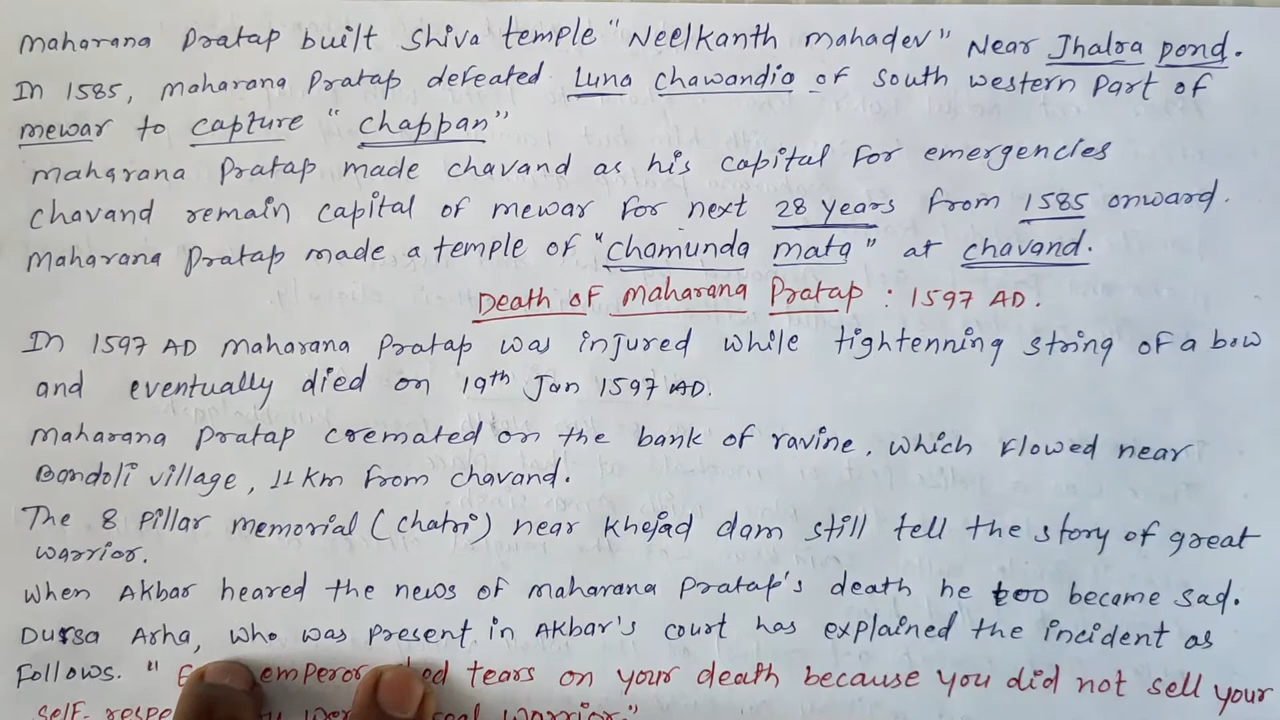 Maharana Pratap built Shiva temple "Neelkanth mahadev" Near Jhalra pond.
In 1585, Maharana Pratap defeated Luna Chawandia of South western part of
mewar to capture "Chappan"
Maharana Pratap made chavand as his capital for emergencies
Chavand remain capital of mewar for next 28 years from 1585 onward.
Maharana Pratap made a temple of "Chamunda mata" at chavand.
Death of Maharana Pratap : 1597 AD.
In 1597 AD Maharana Pratap was injured while tightenning string of a bow
and eventually died on 19th Jan 1597 AD.
Maharana Pratap cremated on the bank of ravine, which flowed near
Bandoli village, 11 Km from chavand.
The 8 Pillar memorial (chatri) near Khejad dam still tell the story of great
warrior.
When Akbar heared the news of maharana Pratap's death he too became sad.
Dursa Arha, who was present in Akbar's court has explained the incident as
Follows. " emperor tears on your death because you did not sell your
self warrior."